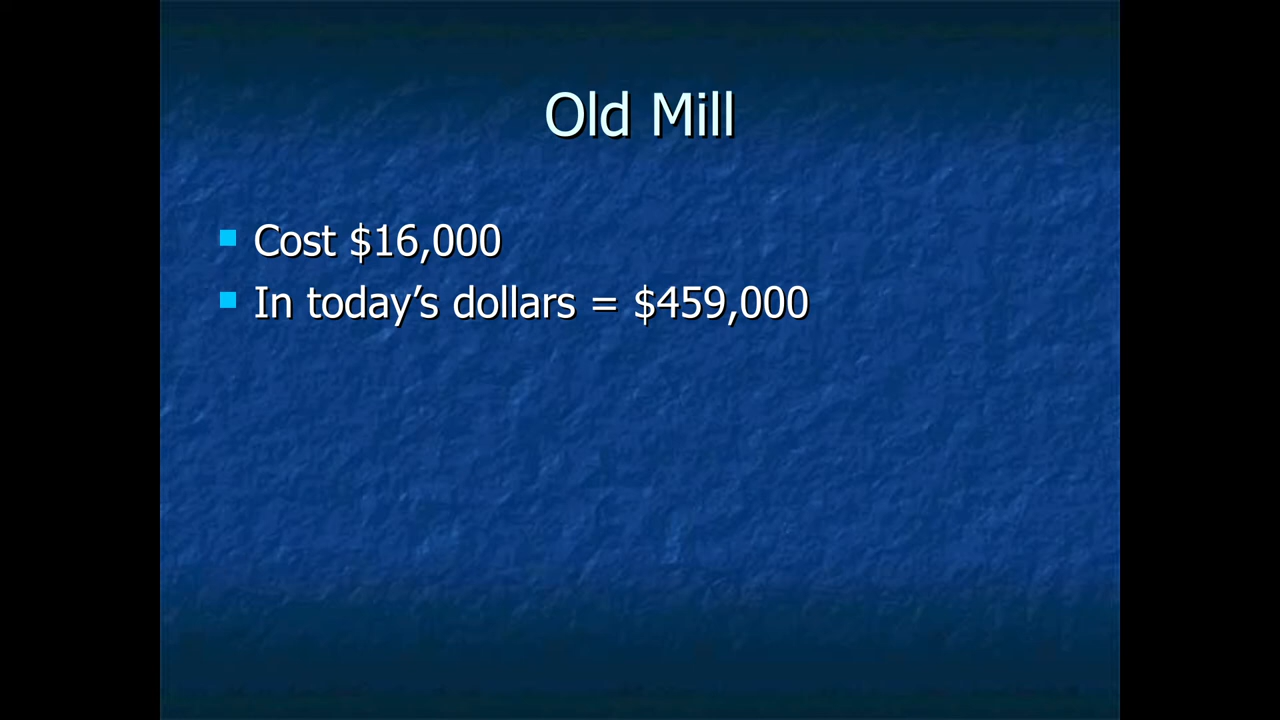 Old Mill
Cost $16,000
In today’s dollars = $459,000